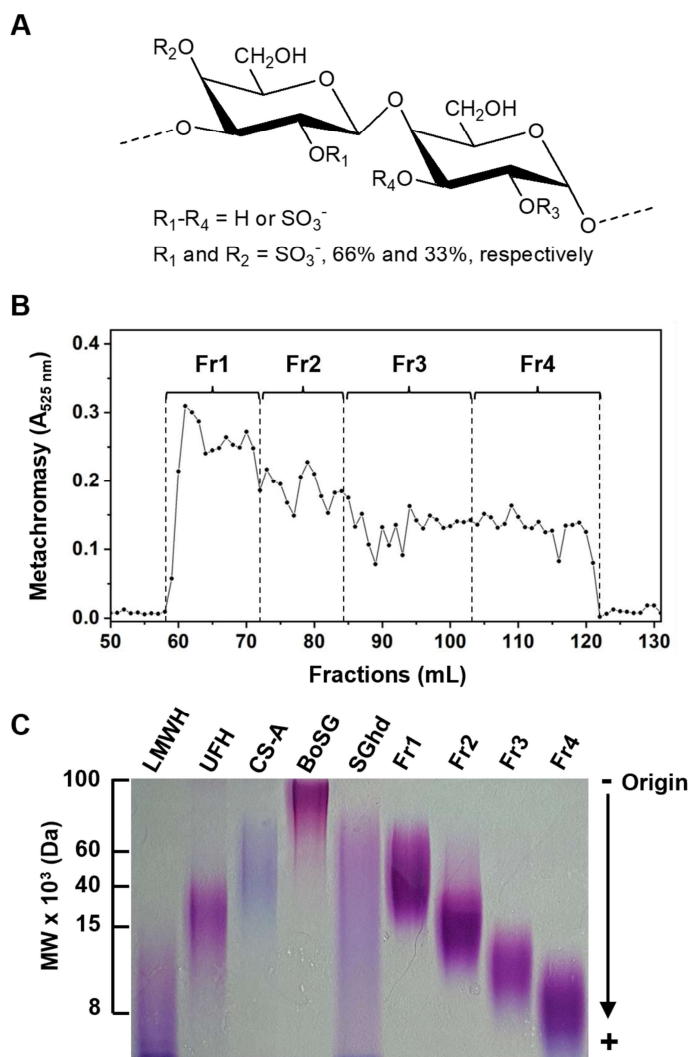 A
R₂O
CH₂OH
O
O
CH₂OH
O
O
OR₁
R₄O
OR₃
O
R₁-R₄ = H or SO₃⁻
R₁ and R₂ = SO₃⁻, 66% and 33%, respectively
B
Fr1 Fr2 Fr3 Fr4
Metachromasy (A₅₂₅ ₙₘ)
0.4
0.3
0.2
0.1
0.0
50 60 70 80 90 100 110 120 130
Fractions (mL)
C
LMWH UFH CS-A BoSG SGhd Fr1 Fr2 Fr3 Fr4
MW x 10³ (Da)
100
60
40
15
8
- Origin
+